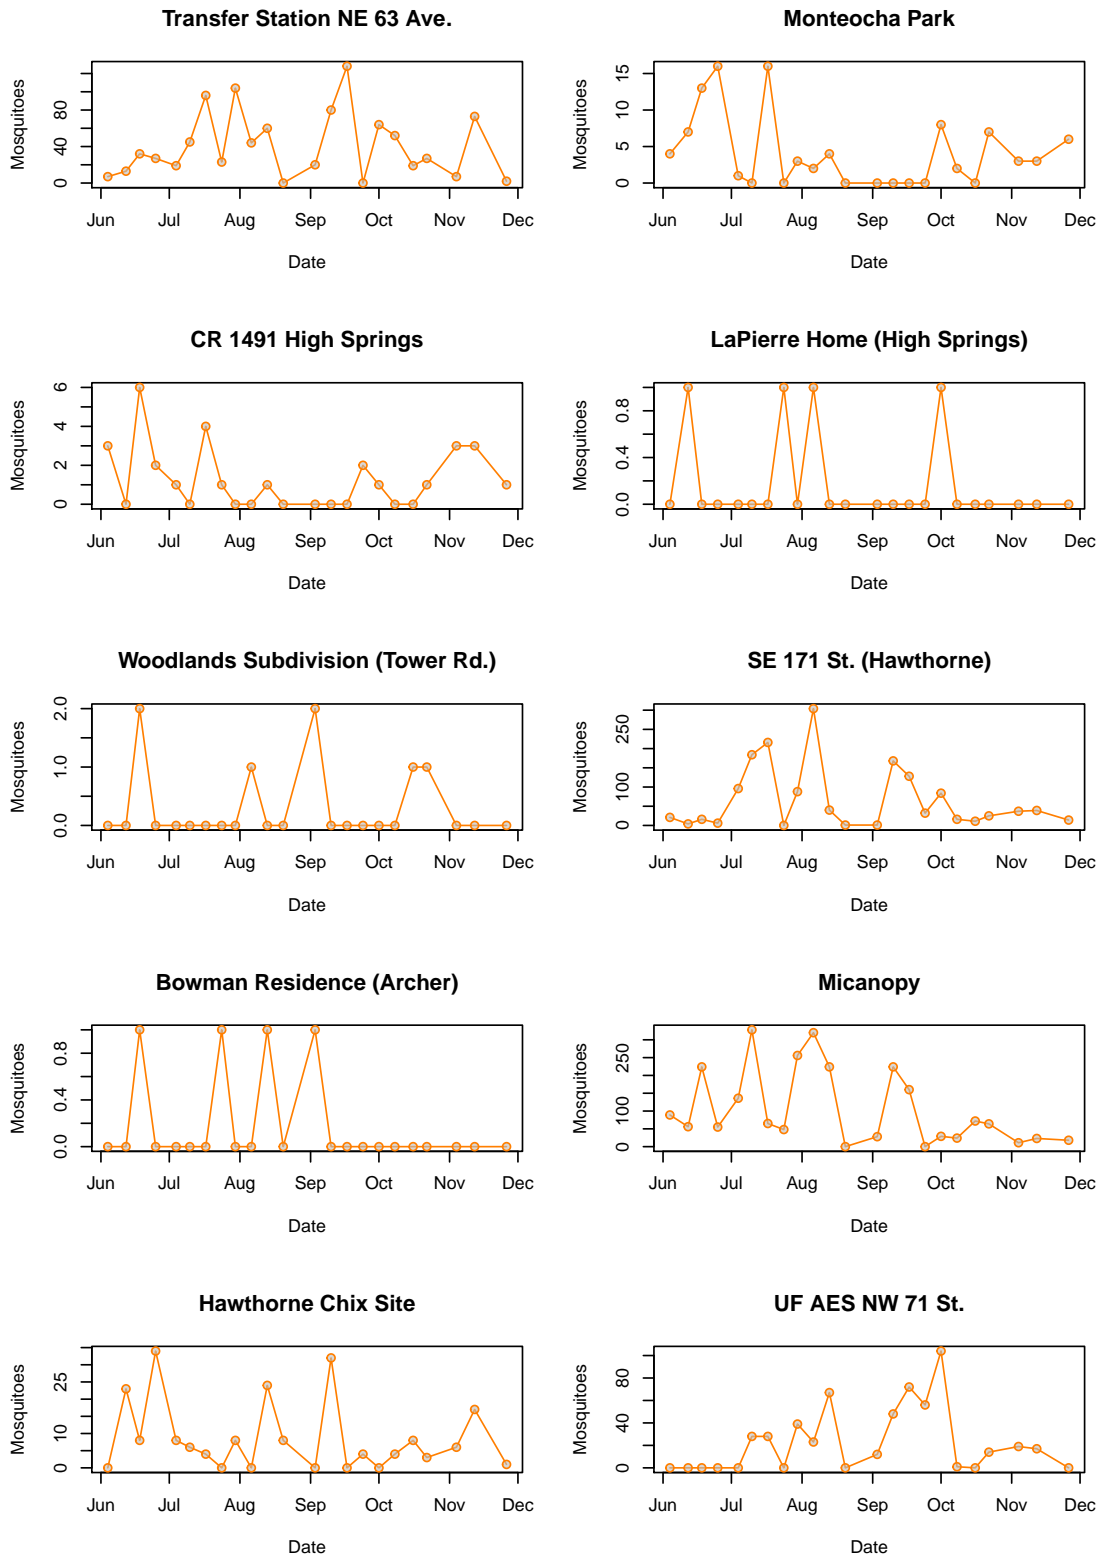 Transfer Station NE 63 Ave.
Mosquitoes
0 40 80
Jun Jul Aug Sep Oct Nov Dec
Date
Monteocha Park
Mosquitoes
0 5 10 15
Jun Jul Aug Sep Oct Nov Dec
Date
CR 1491 High Springs
Mosquitoes
0 2 4 6
Jun Jul Aug Sep Oct Nov Dec
Date
LaPierre Home (High Springs)
Mosquitoes
0.0 0.4 0.8
Jun Jul Aug Sep Oct Nov Dec
Date
Woodlands Subdivision (Tower Rd.)
Mosquitoes
0.0 1.0 2.0
Jun Jul Aug Sep Oct Nov Dec
Date
SE 171 St. (Hawthorne)
Mosquitoes
0 100 250
Jun Jul Aug Sep Oct Nov Dec
Date
Bowman Residence (Archer)
Mosquitoes
0.0 0.4 0.8
Jun Jul Aug Sep Oct Nov Dec
Date
Micanopy
Mosquitoes
0 100 250
Jun Jul Aug Sep Oct Nov Dec
Date
Hawthorne Chix Site
Mosquitoes
0 10 25
Jun Jul Aug Sep Oct Nov Dec
Date
UF AES NW 71 St.
Mosquitoes
0 40 80
Jun Jul Aug Sep Oct Nov Dec
Date